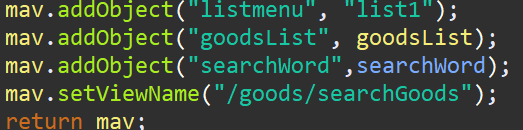 mav.addObject("listmenu", "list1");
mav.addObject("goodsList", goodsList);
mav.addObject("searchWord",searchWord);
mav.setViewName("/goods/searchGoods");
return mav;